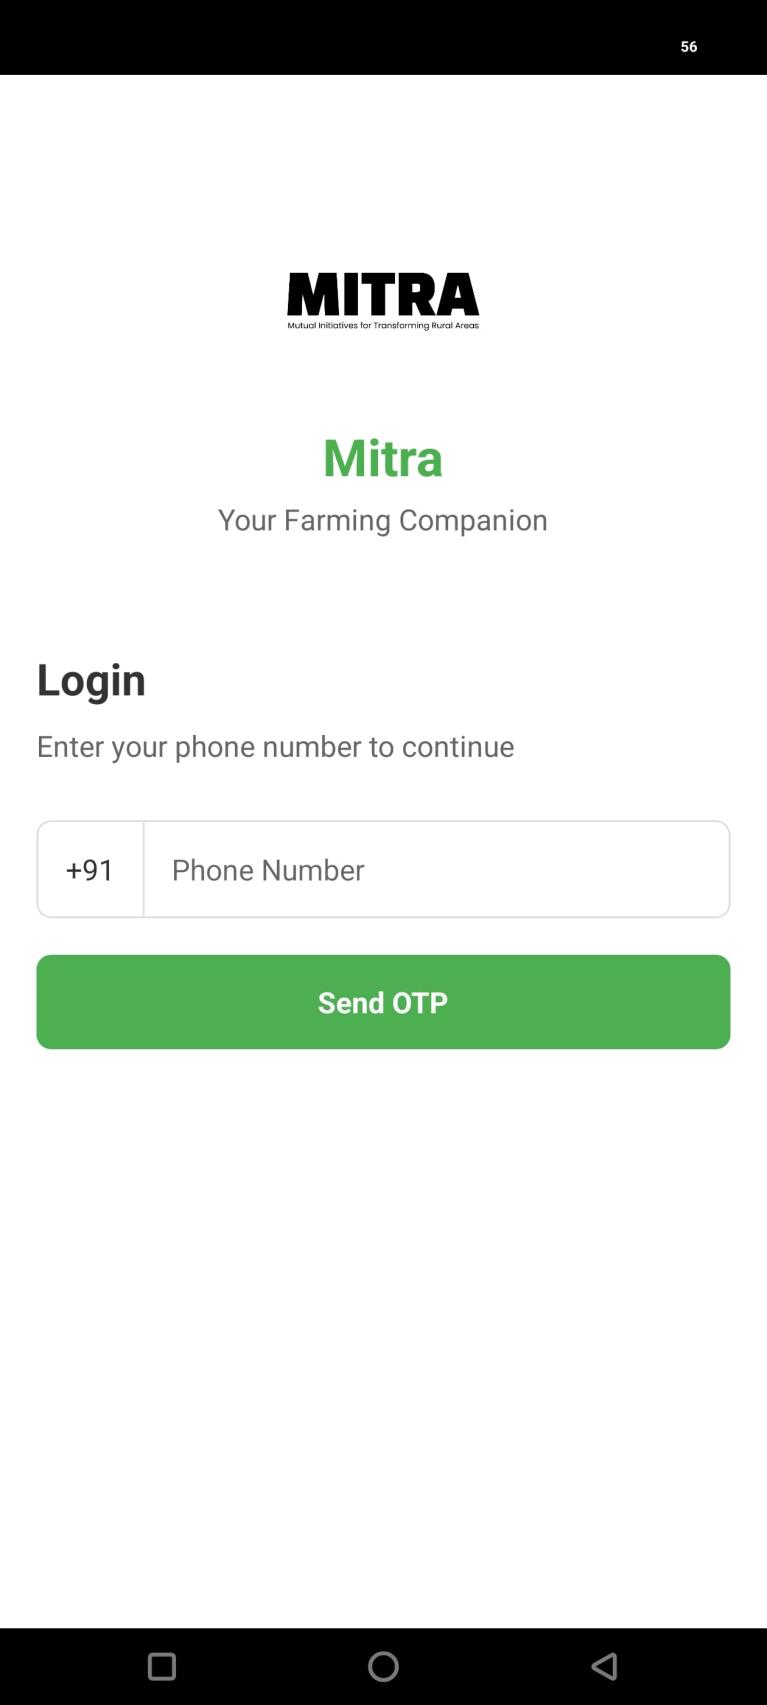 56
MITRA
Mutual Initiatives for Transforming Rural Areas
Mitra
Your Farming Companion
Login
Enter your phone number to continue
+91 Phone Number
Send OTP